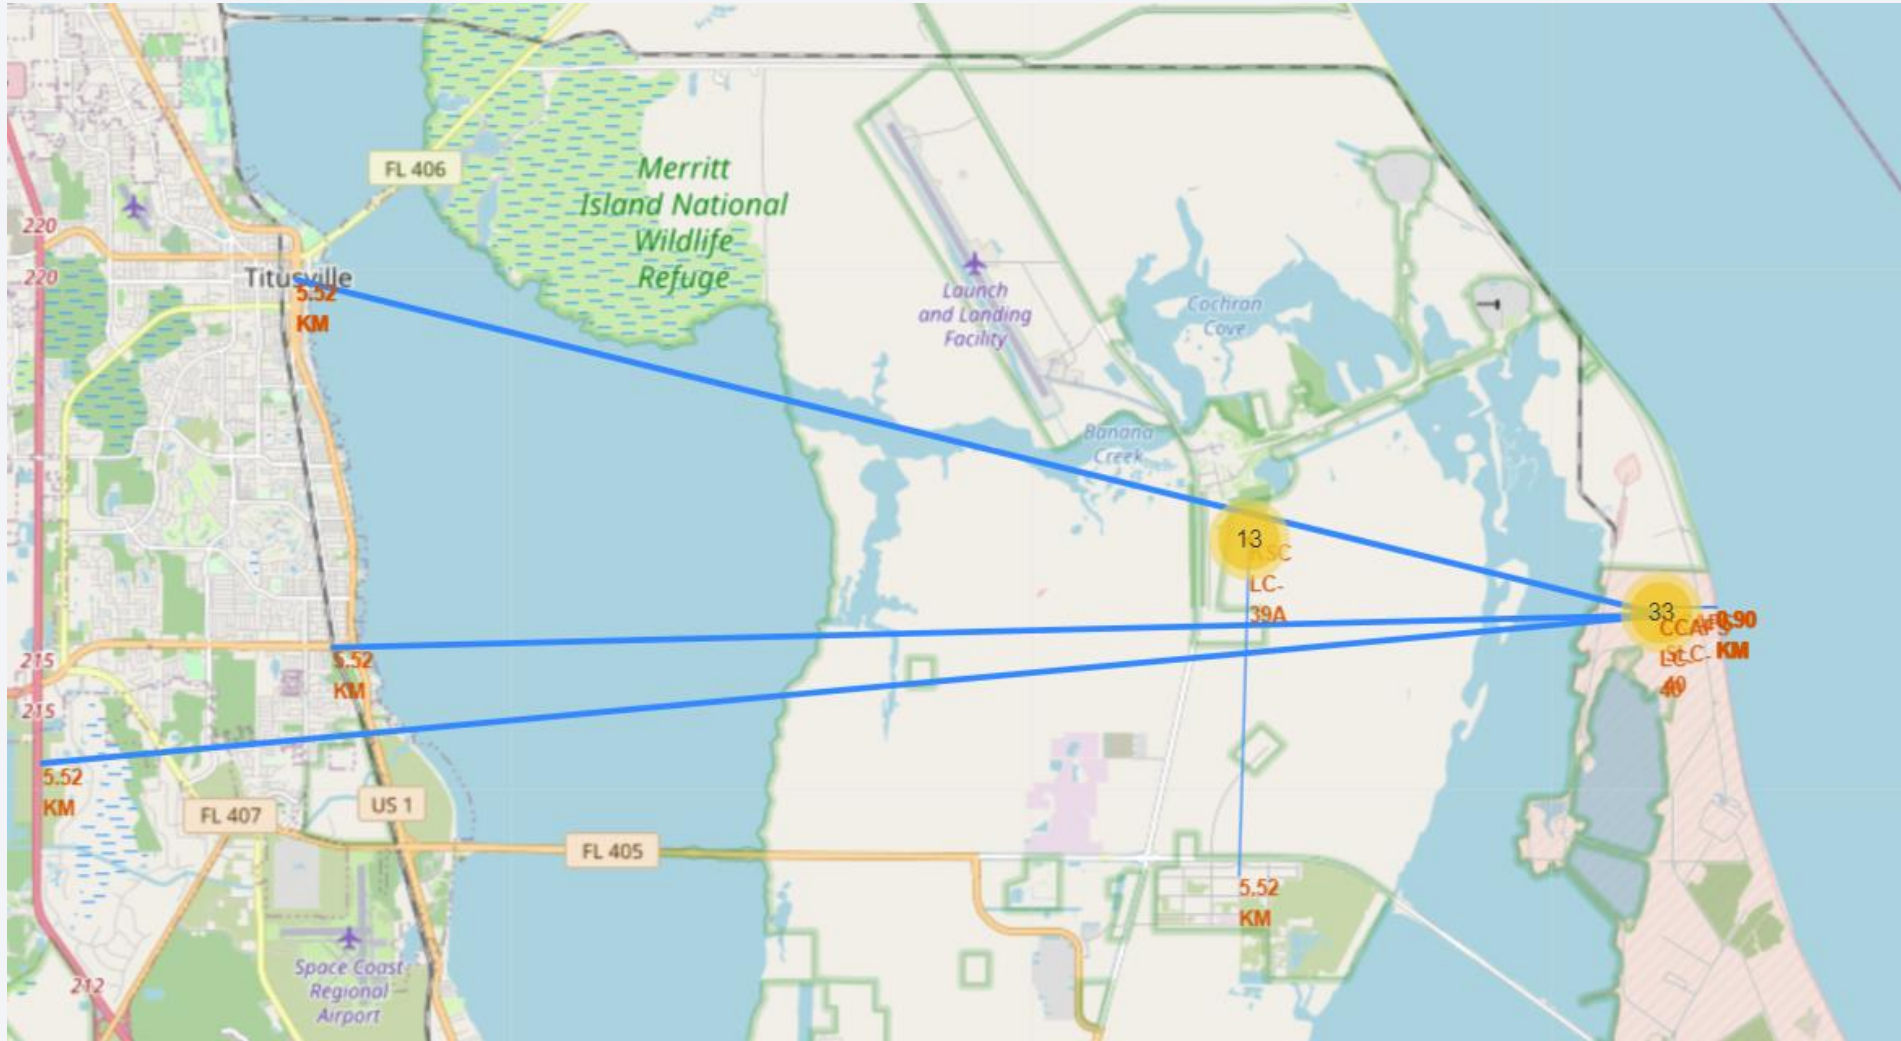 FL 406
Merritt
Island National
Wildlife
Refuge
220
220
Titusville
5.52
KM
Launch
and Landing
Facility
Cochran
Cove
Banana
Creek
13
LC-
39A
33
0.90
KM
215
215
5.52
KM
5.52
KM
FL 407
US 1
FL 405
5.52
KM
Space Coast
Regional
Airport
212